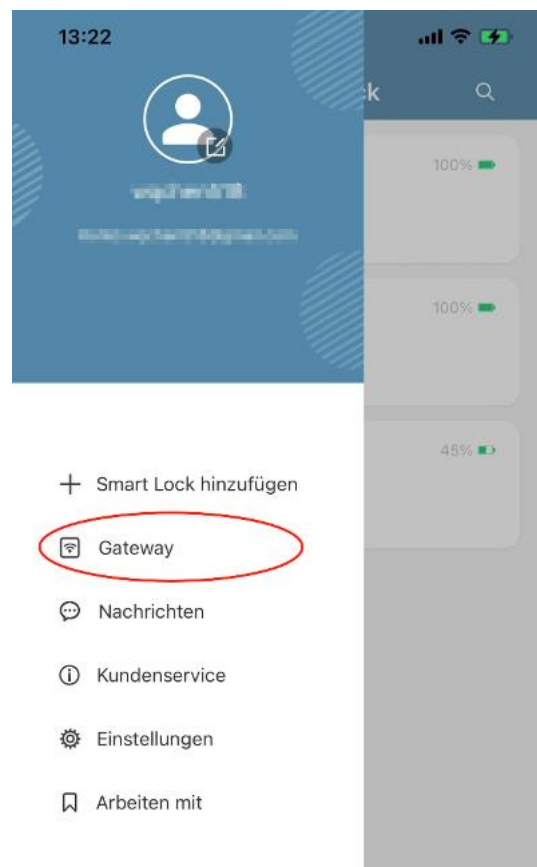 13:22
k
100%
100%
45%
Smart Lock hinzufügen
Gateway
Nachrichten
Kundenservice
Einstellungen
Arbeiten mit